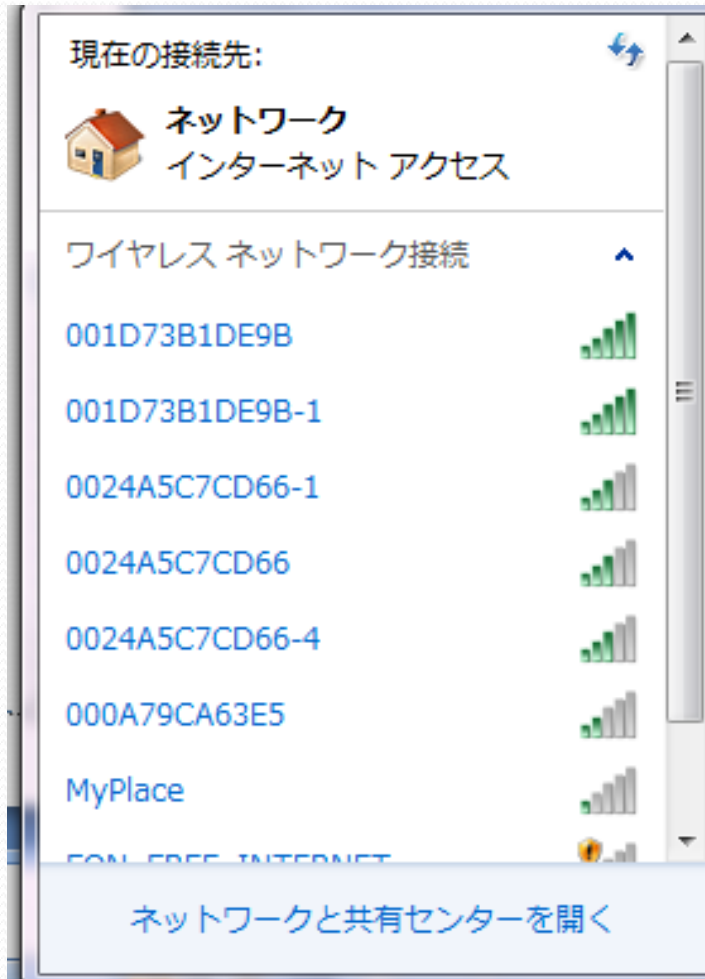 現在の接続先:
ネットワーク
インターネット アクセス
ワイヤレス ネットワーク接続
001D73B1DE9B
001D73B1DE9B-1
0024A5C7CD66-1
0024A5C7CD66
0024A5C7CD66-4
000A79CA63E5
MyPlace
FON_FREE_INTERNET
ネットワークと共有センターを開く